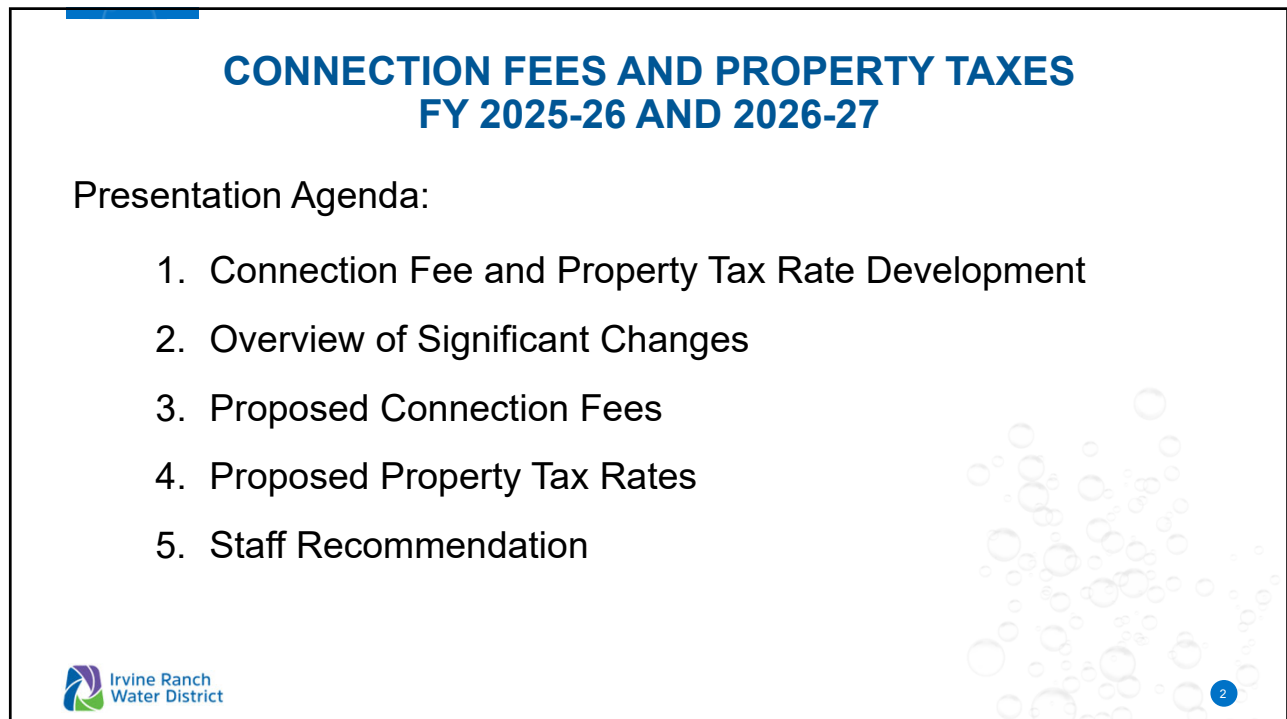 CONNECTION FEES AND PROPERTY TAXES
FY 2025-26 AND 2026-27
Presentation Agenda:
1. Connection Fee and Property Tax Rate Development
2. Overview of Significant Changes
3. Proposed Connection Fees
4. Proposed Property Tax Rates
5. Staff Recommendation
Irvine Ranch
Water District
2